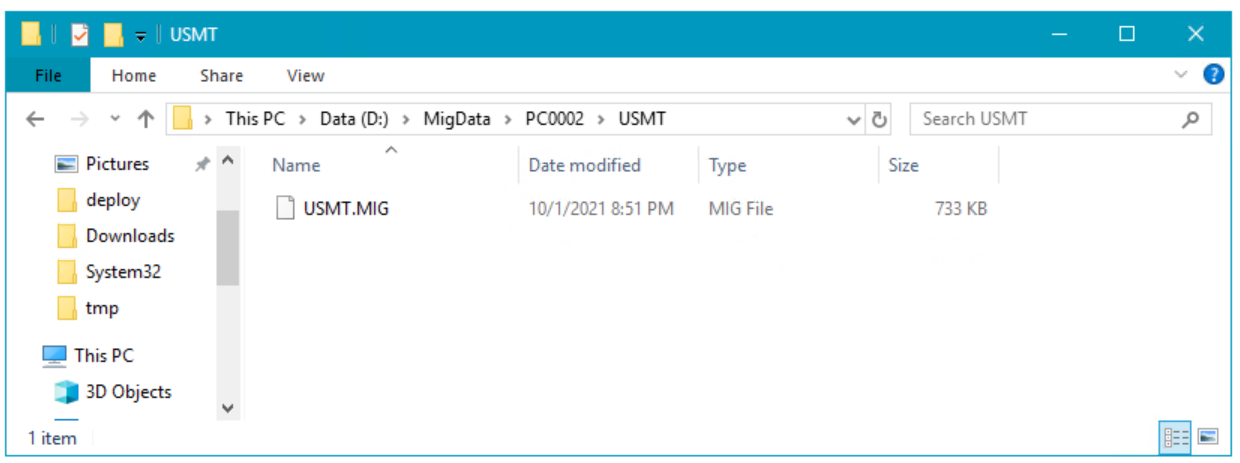 USMT
File Home Share View
This PC > Data (D:) > MigData > PC0002 > USMT
Search USMT
Name Date modified Type Size
Pictures
deploy
Downloads
System32
tmp
This PC
3D Objects
USMT.MIG 10/1/2021 8:51 PM MIG File 733 KB
1 item